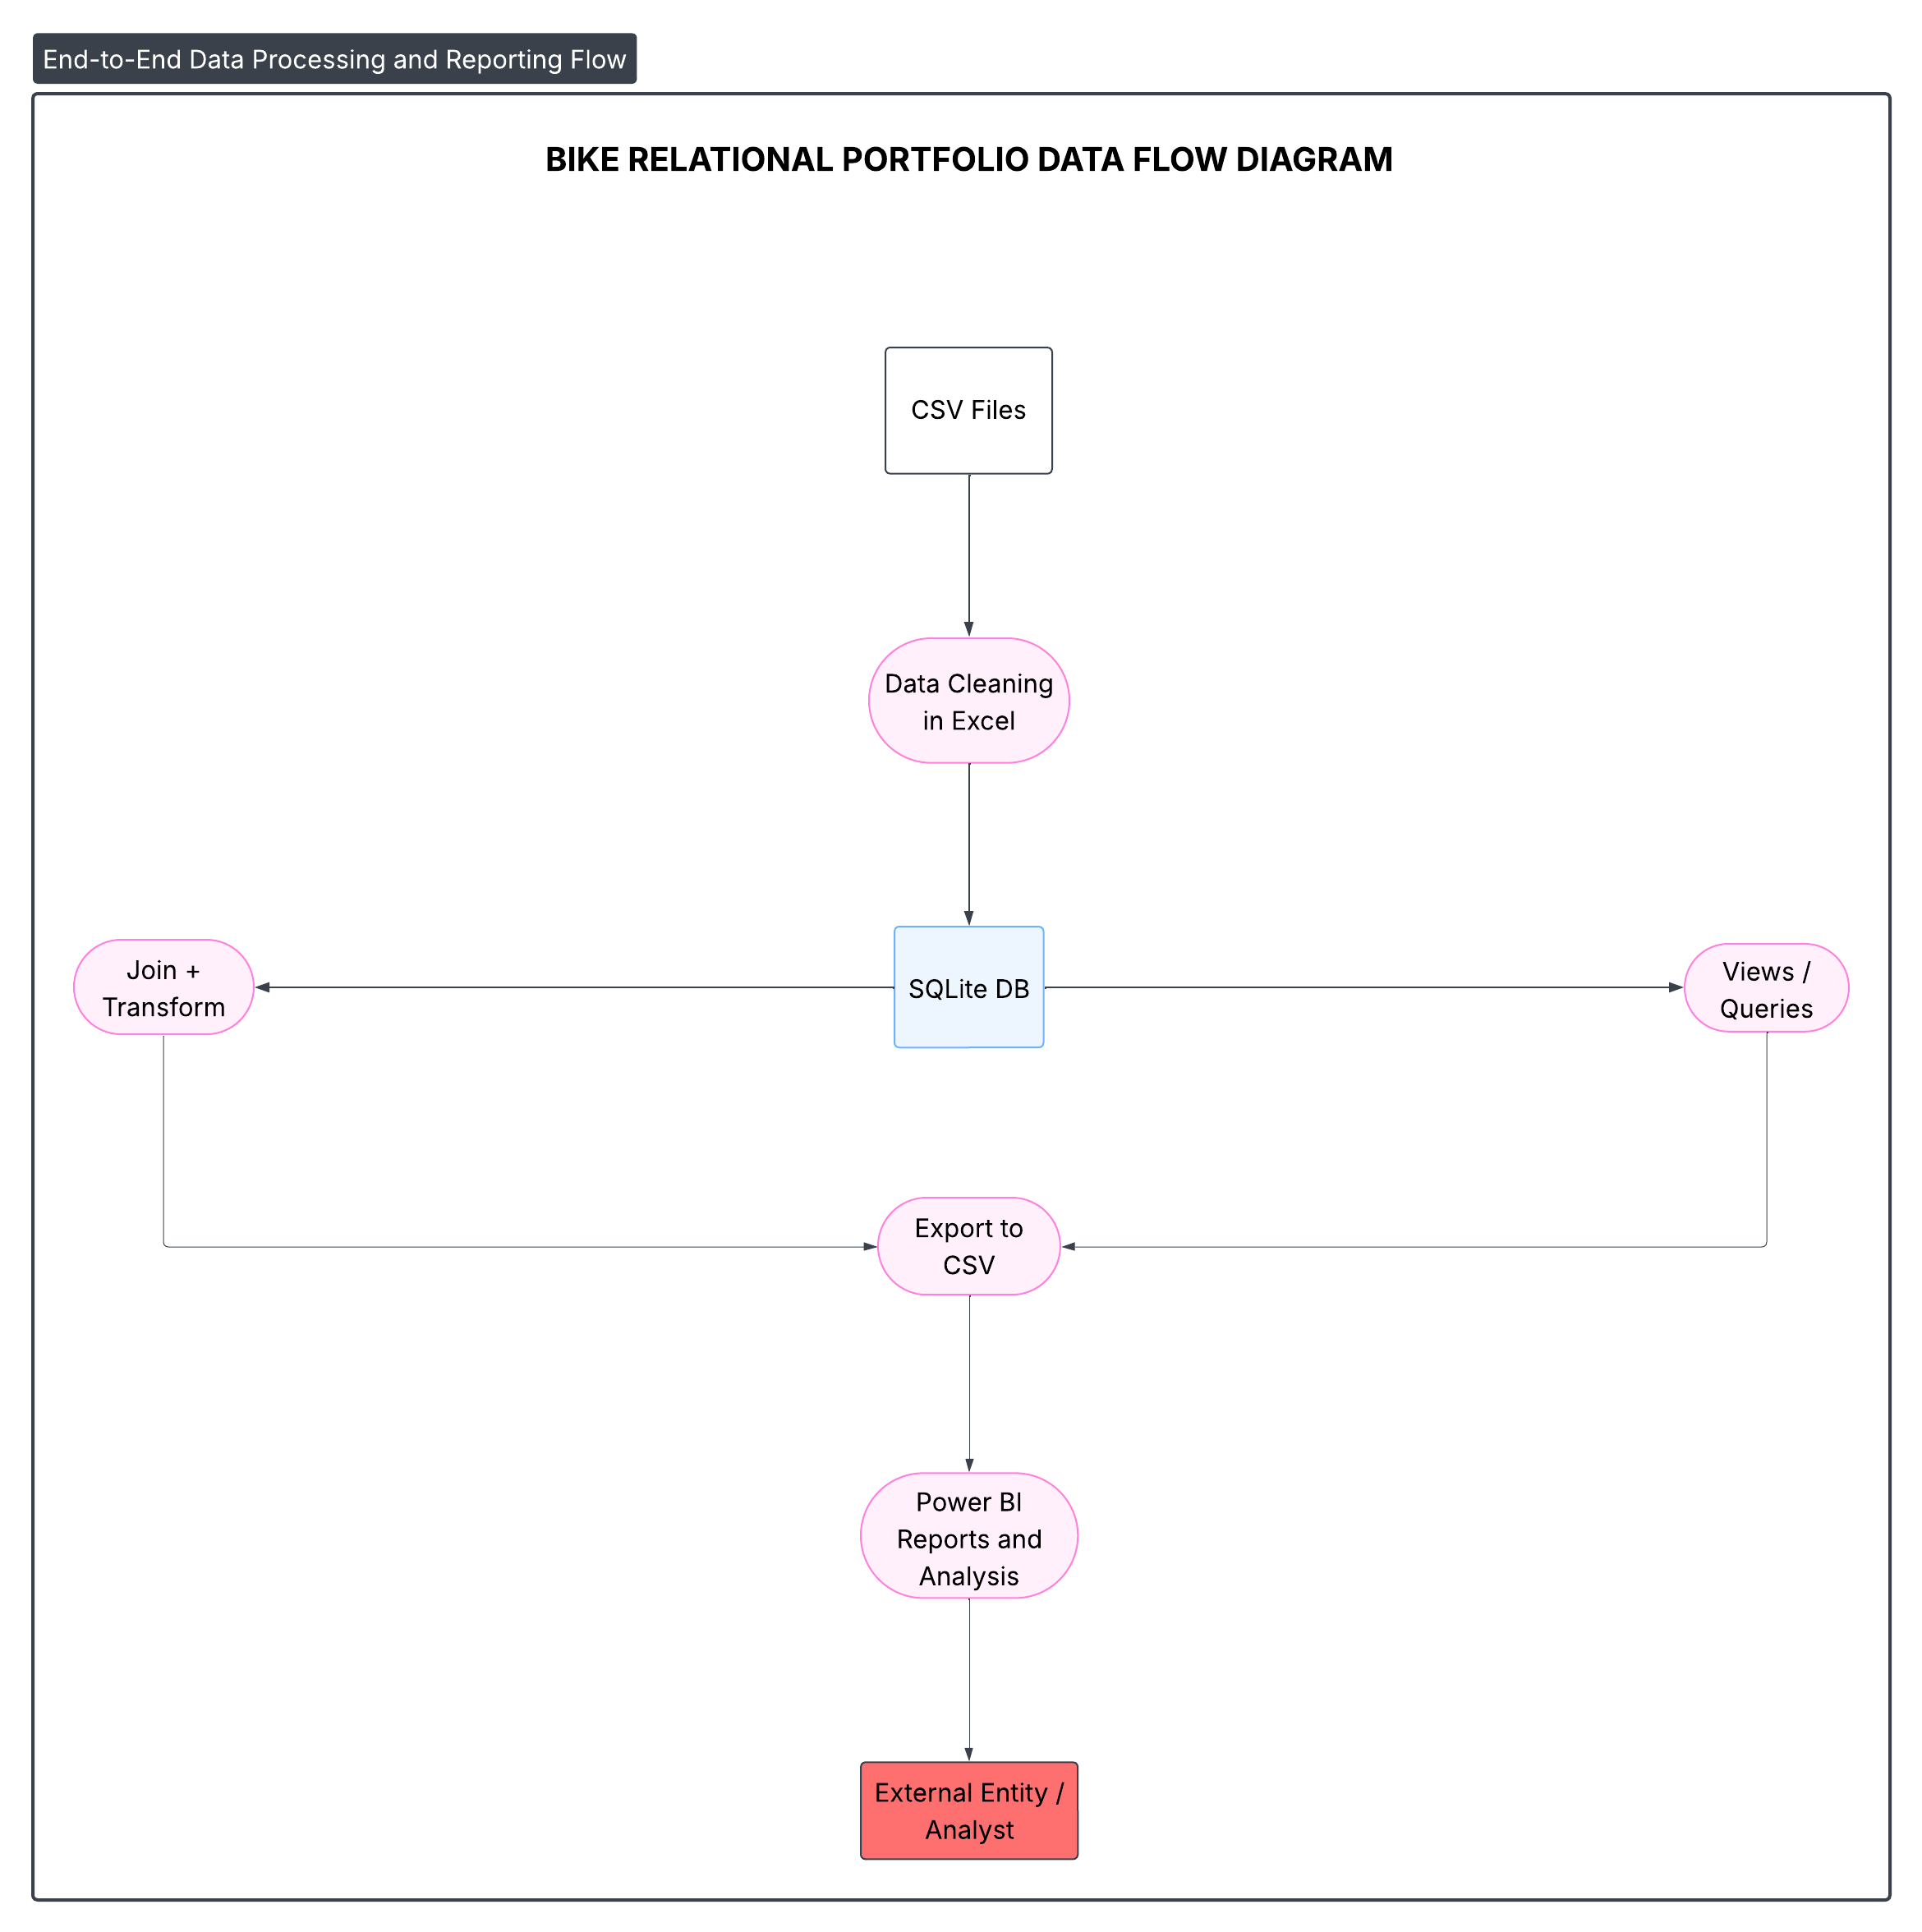 End-to-End Data Processing and Reporting Flow
BIKE RELATIONAL PORTFOLIO DATA FLOW DIAGRAM
CSV Files
Data Cleaning
in Excel
Join +
Transform
SQLite DB
Views /
Queries
Export to
CSV
Power BI
Reports and
Analysis
External Entity /
Analyst